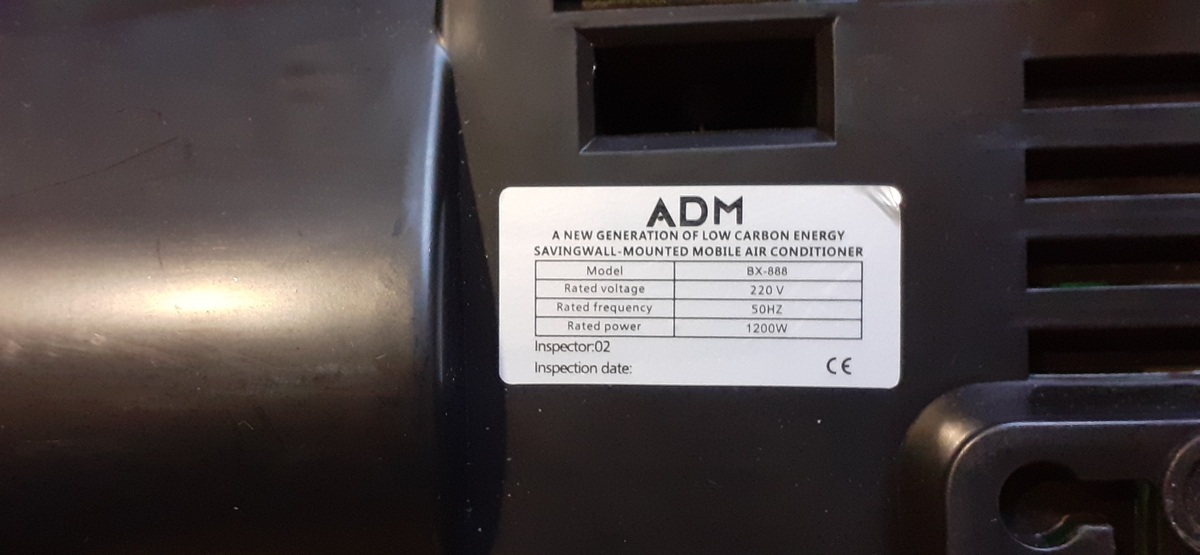 ADM
A NEW GENERATION OF LOW CARBON ENERGY
SAVINGWALL-MOUNTED MOBILE AIR CONDITIONER
Model BX-888
Rated voltage 220 V
Rated frequency 50HZ
Rated power 1200W
Inspector:02
Inspection date: CE